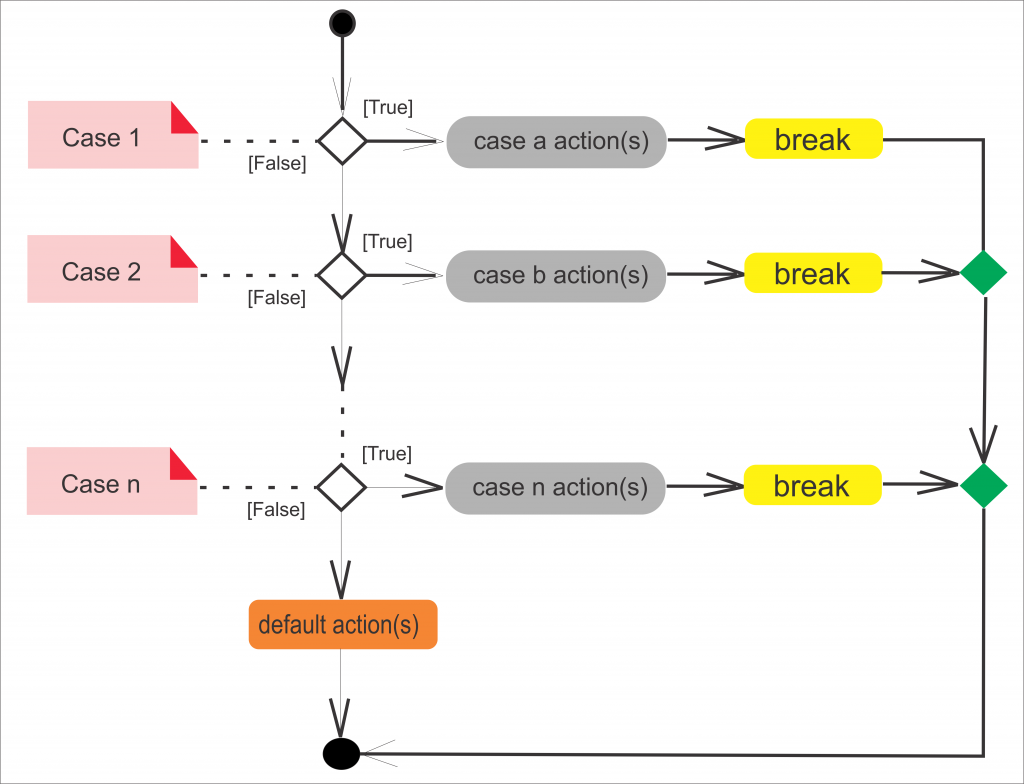 [True]
Case 1
case a action(s)
break
[False]
[True]
Case 2
case b action(s)
break
[False]
[True]
Case n
case n action(s)
break
[False]
default action(s)